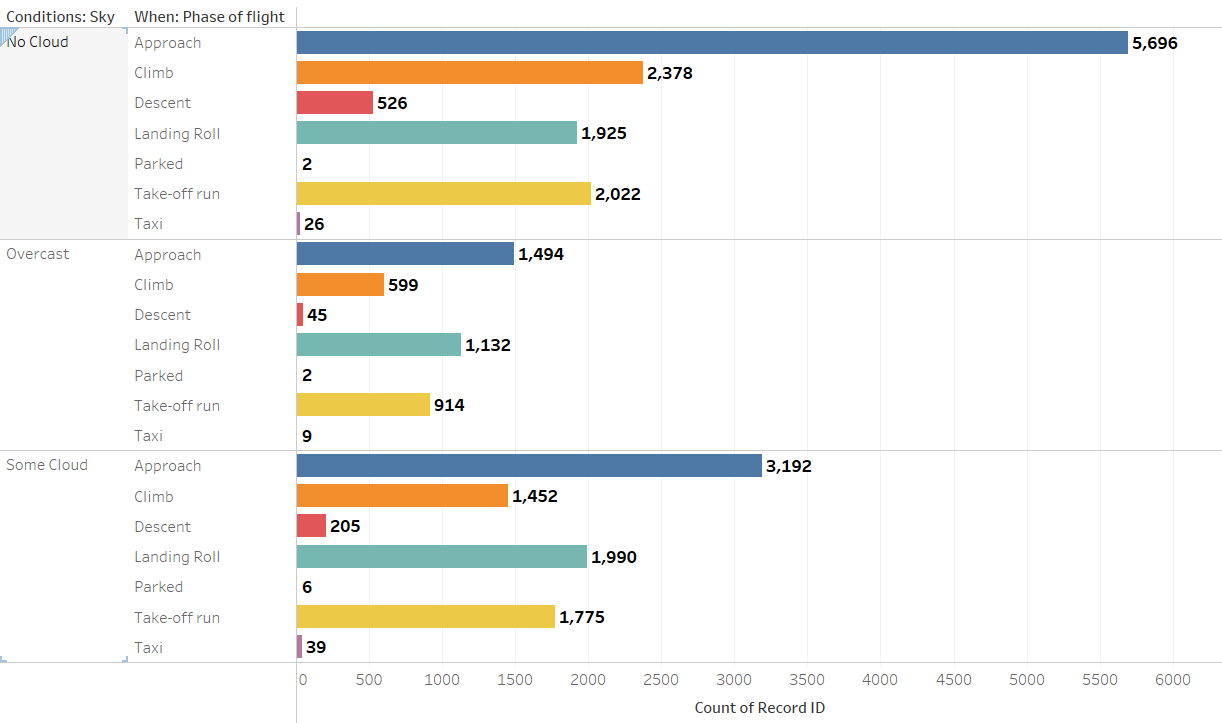 Conditions: Sky When: Phase of flight
No Cloud Approach 5,696
Climb 2,378
Descent 526
Landing Roll 1,925
Parked 2
Take-off run 2,022
Taxi 26
Overcast Approach 1,494
Climb 599
Descent 45
Landing Roll 1,132
Parked 2
Take-off run 914
Taxi 9
Some Cloud Approach 3,192
Climb 1,452
Descent 205
Landing Roll 1,990
Parked 6
Take-off run 1,775
Taxi 39
0 500 1000 1500 2000 2500 3000 3500 4000 4500 5000 5500 6000
Count of Record ID